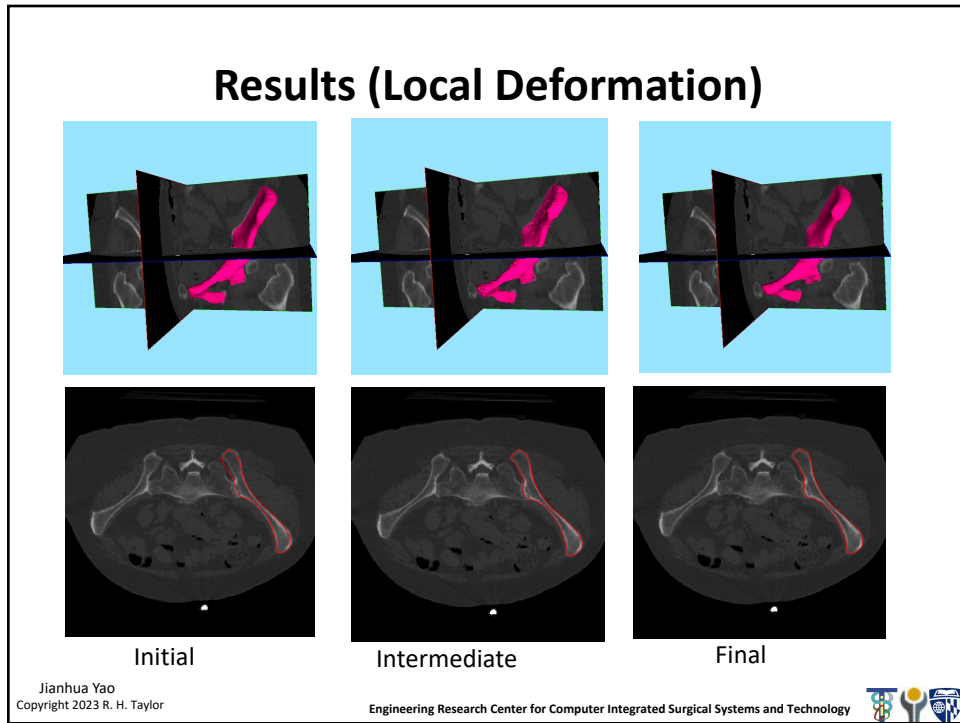 Results (Local Deformation)
Initial
Intermediate
Final
Jianhua Yao
Copyright 2023 R. H. Taylor
Engineering Research Center for Computer Integrated Surgical Systems and Technology